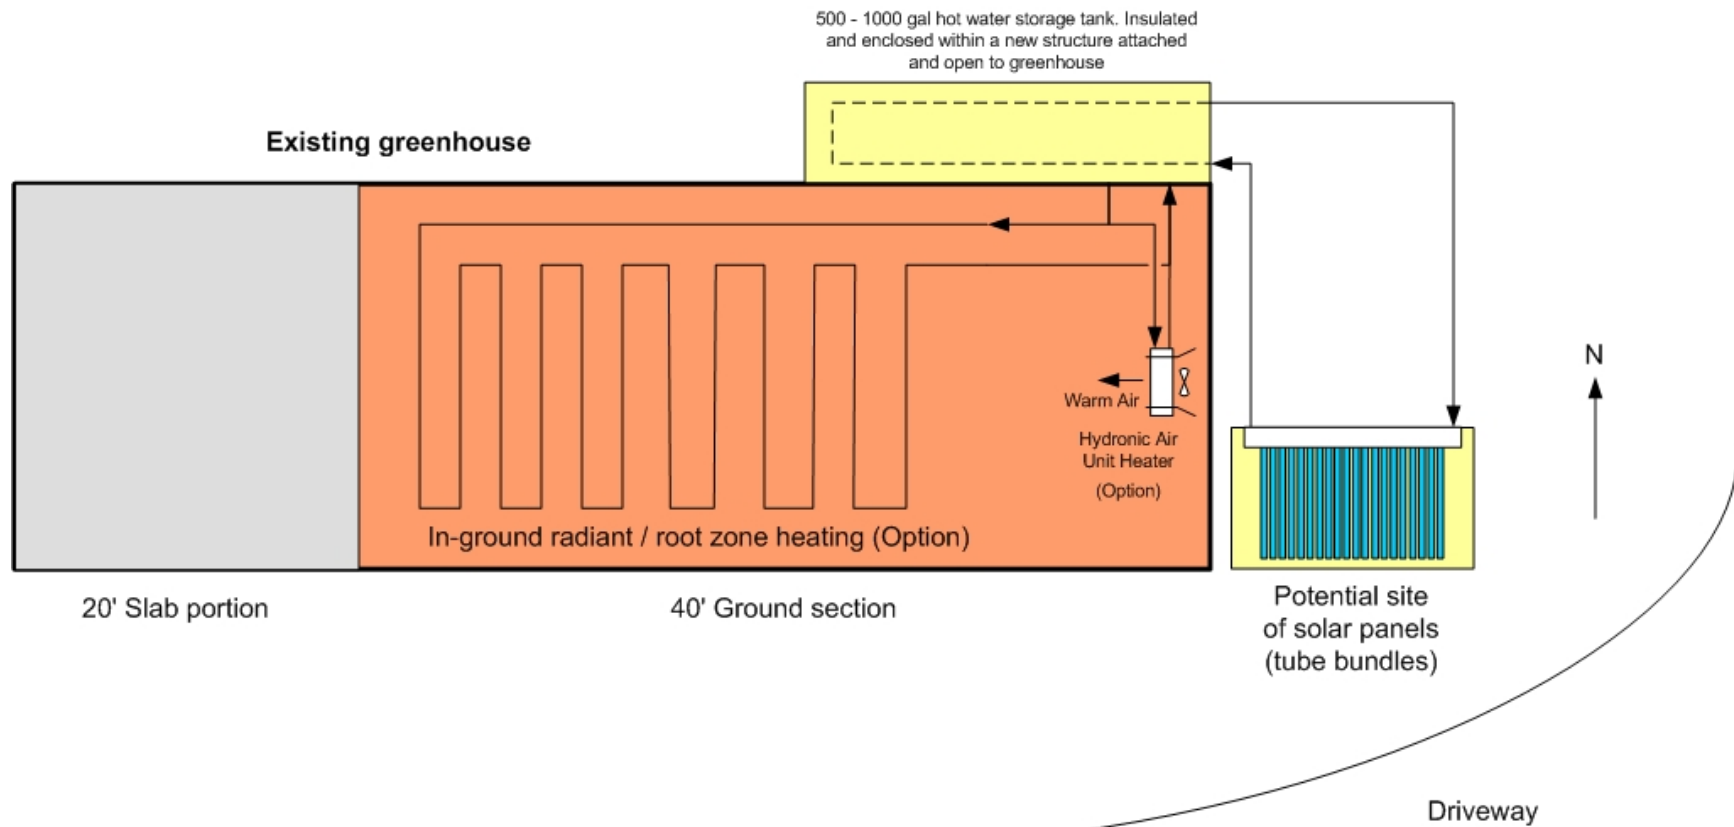 500 - 1000 gal hot water storage tank. Insulated
and enclosed within a new structure attached
and open to greenhouse
Existing greenhouse
N
Warm Air
Hydronic Air
Unit Heater
(Option)
In-ground radiant / root zone heating (Option)
20' Slab portion
40' Ground section
Potential site
of solar panels
(tube bundles)
Driveway